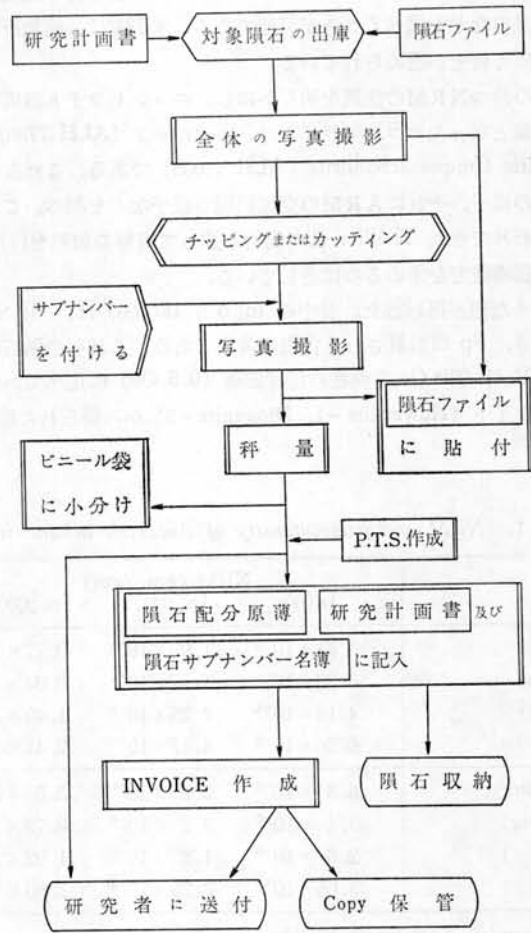 研究計画書
対象隕石の出庫
隕石ファイル
全体の写真撮影
チッピングまたはカッティング
サブナンバー
を付ける
写真撮影
隕石ファイル
に貼付
秤量
ビニール袋
に小分け
P.T.S.作成
隕石配分原薄 研究計画書 及び
隕石サブナンバー名薄 に記入
INVOICE 作成
隕石収納
研究者に送付
Copy 保管